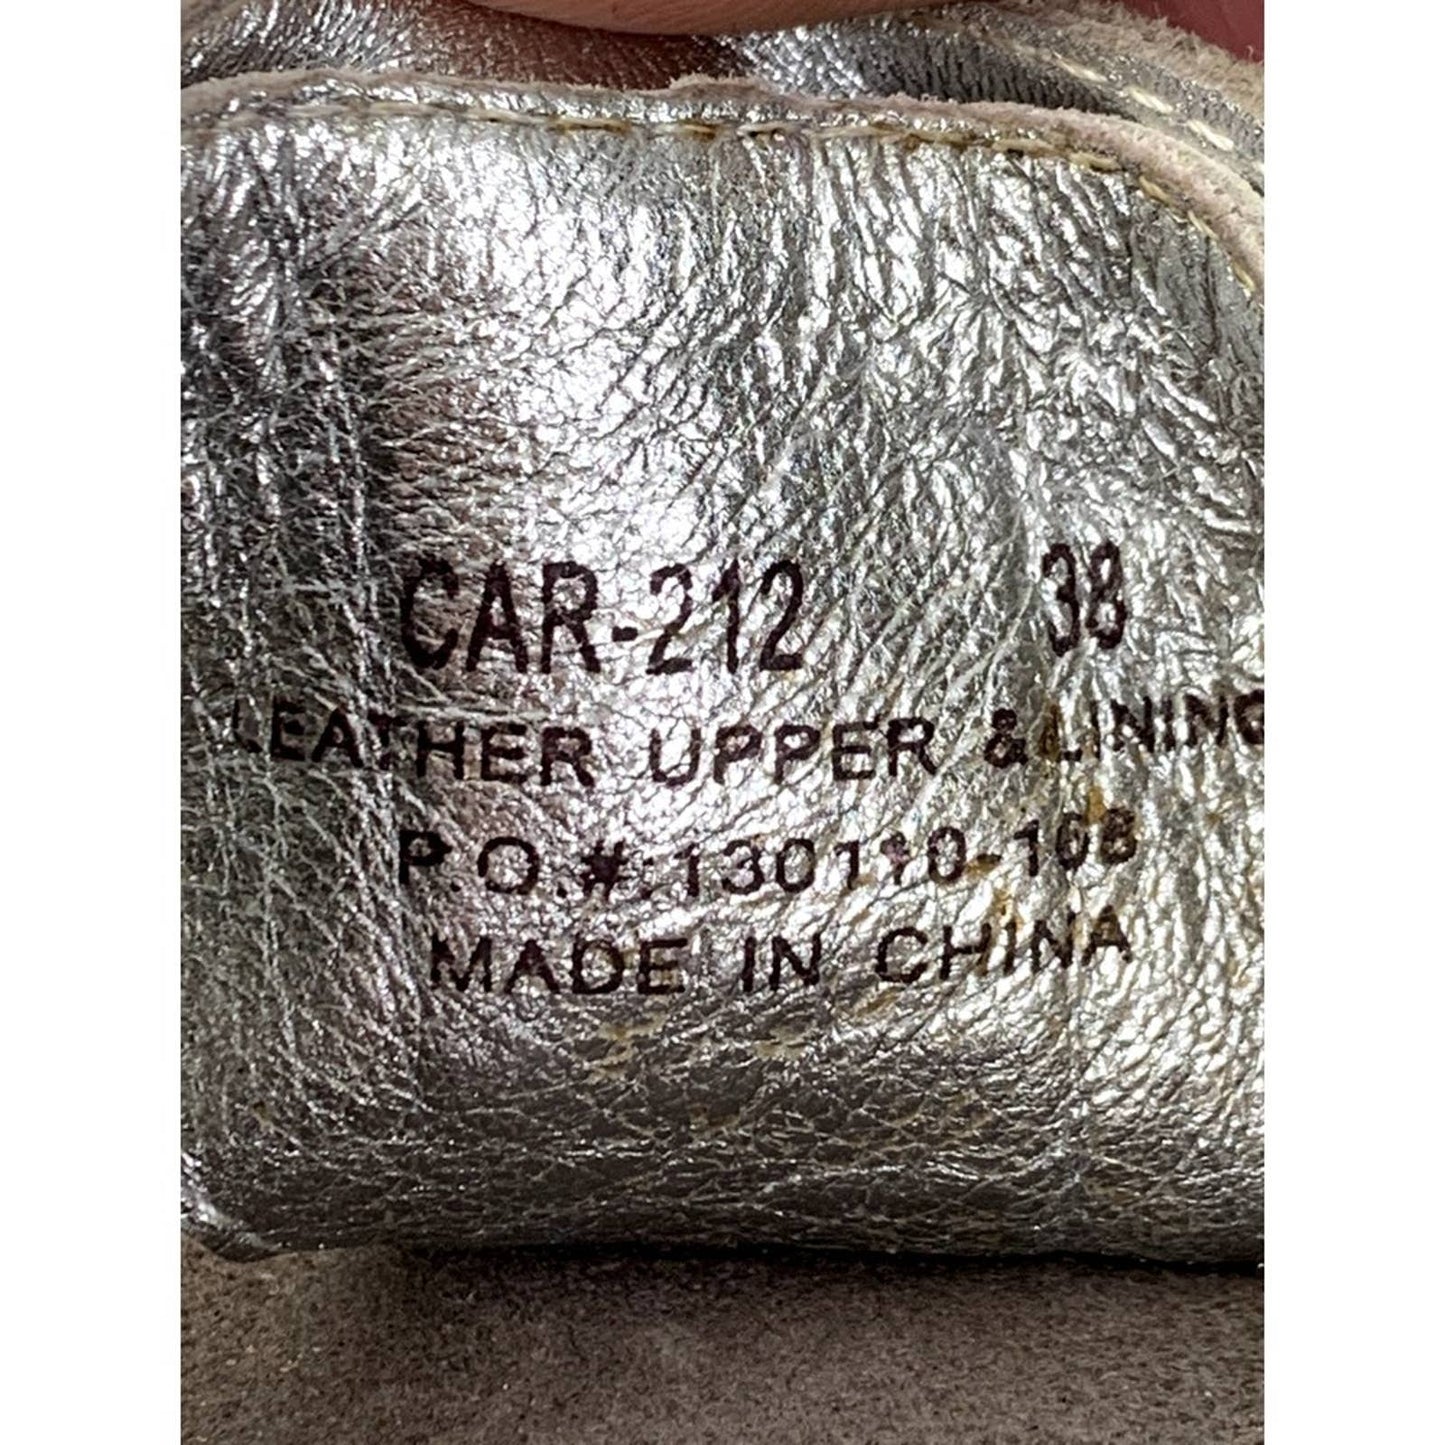 CAR-212 38
LEATHER UPPER & LINING
P.O.#:130110-108
MADE IN CHINA